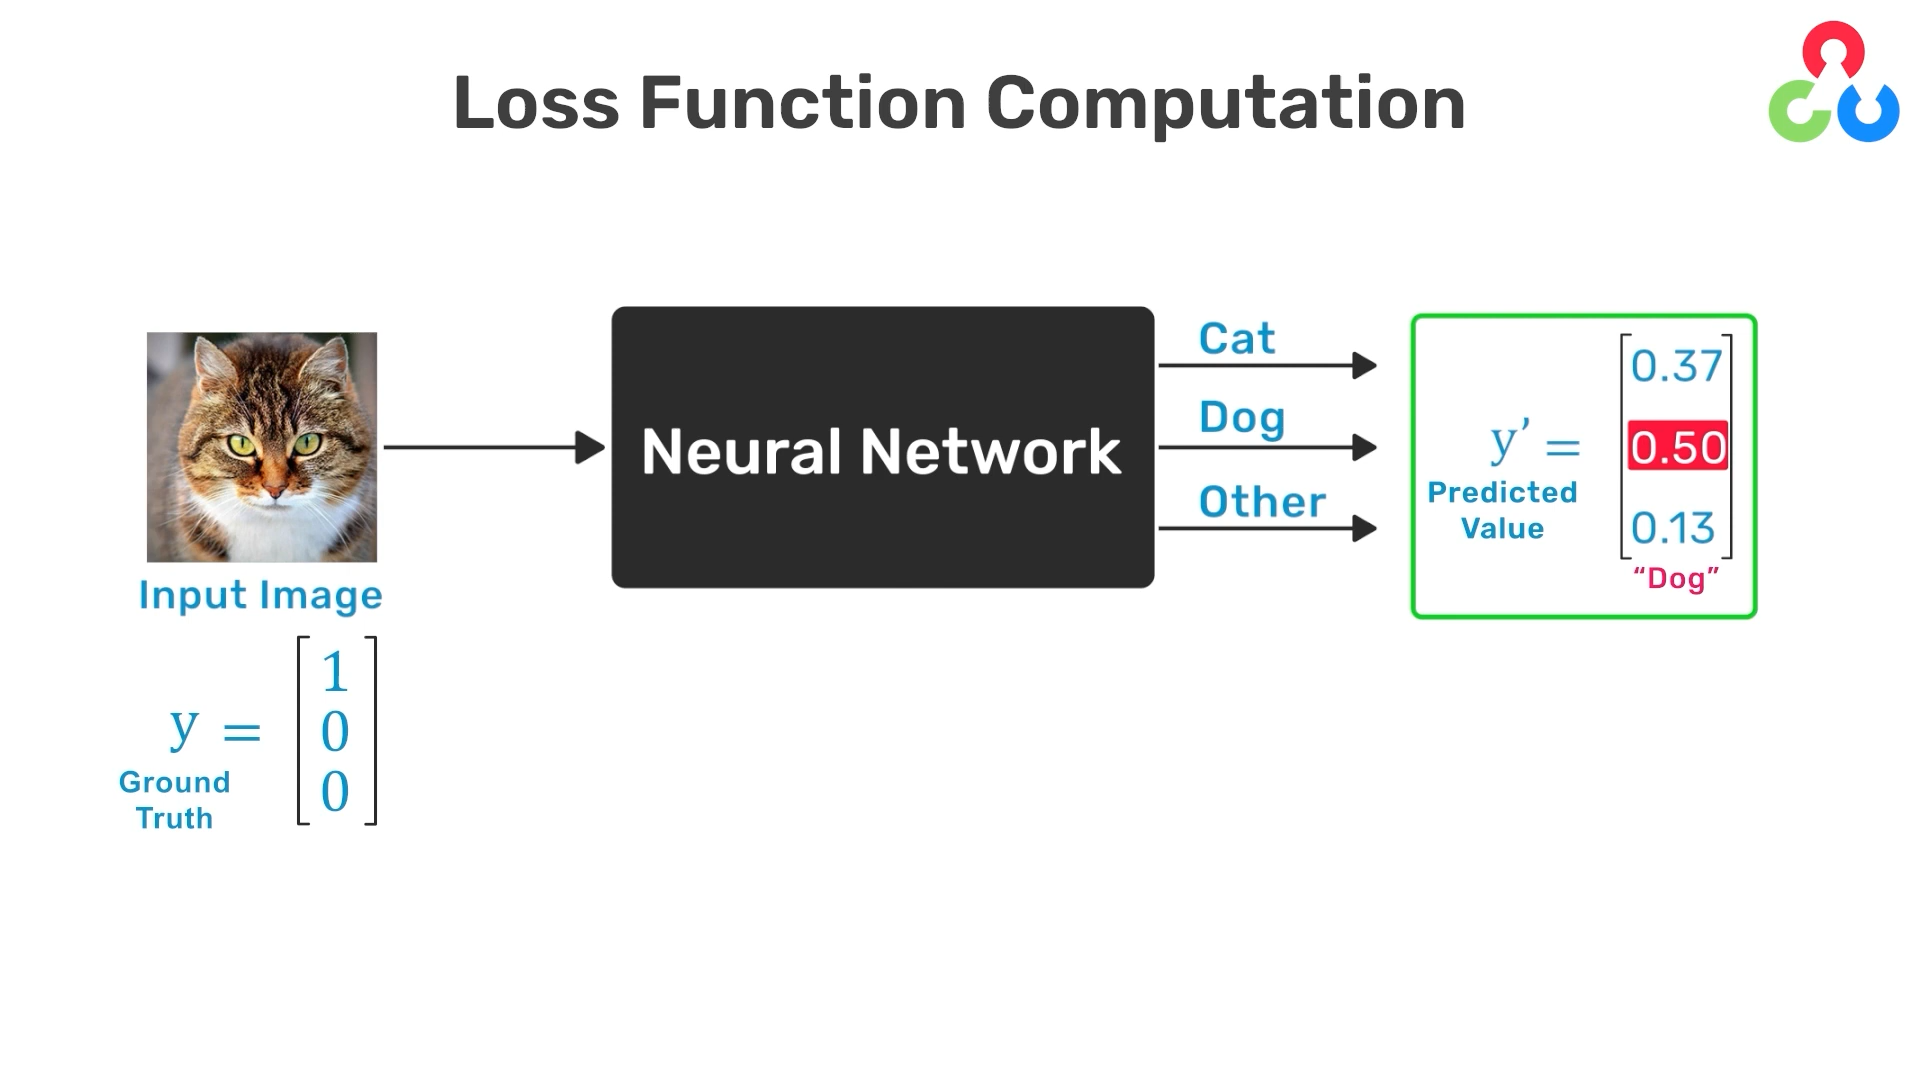 Loss Function Computation
Input Image
y =
Ground
Truth
1
0
0
Neural Network
Cat
Dog
Other
y’ =
Predicted
Value
0.37
0.50
0.13
“Dog”